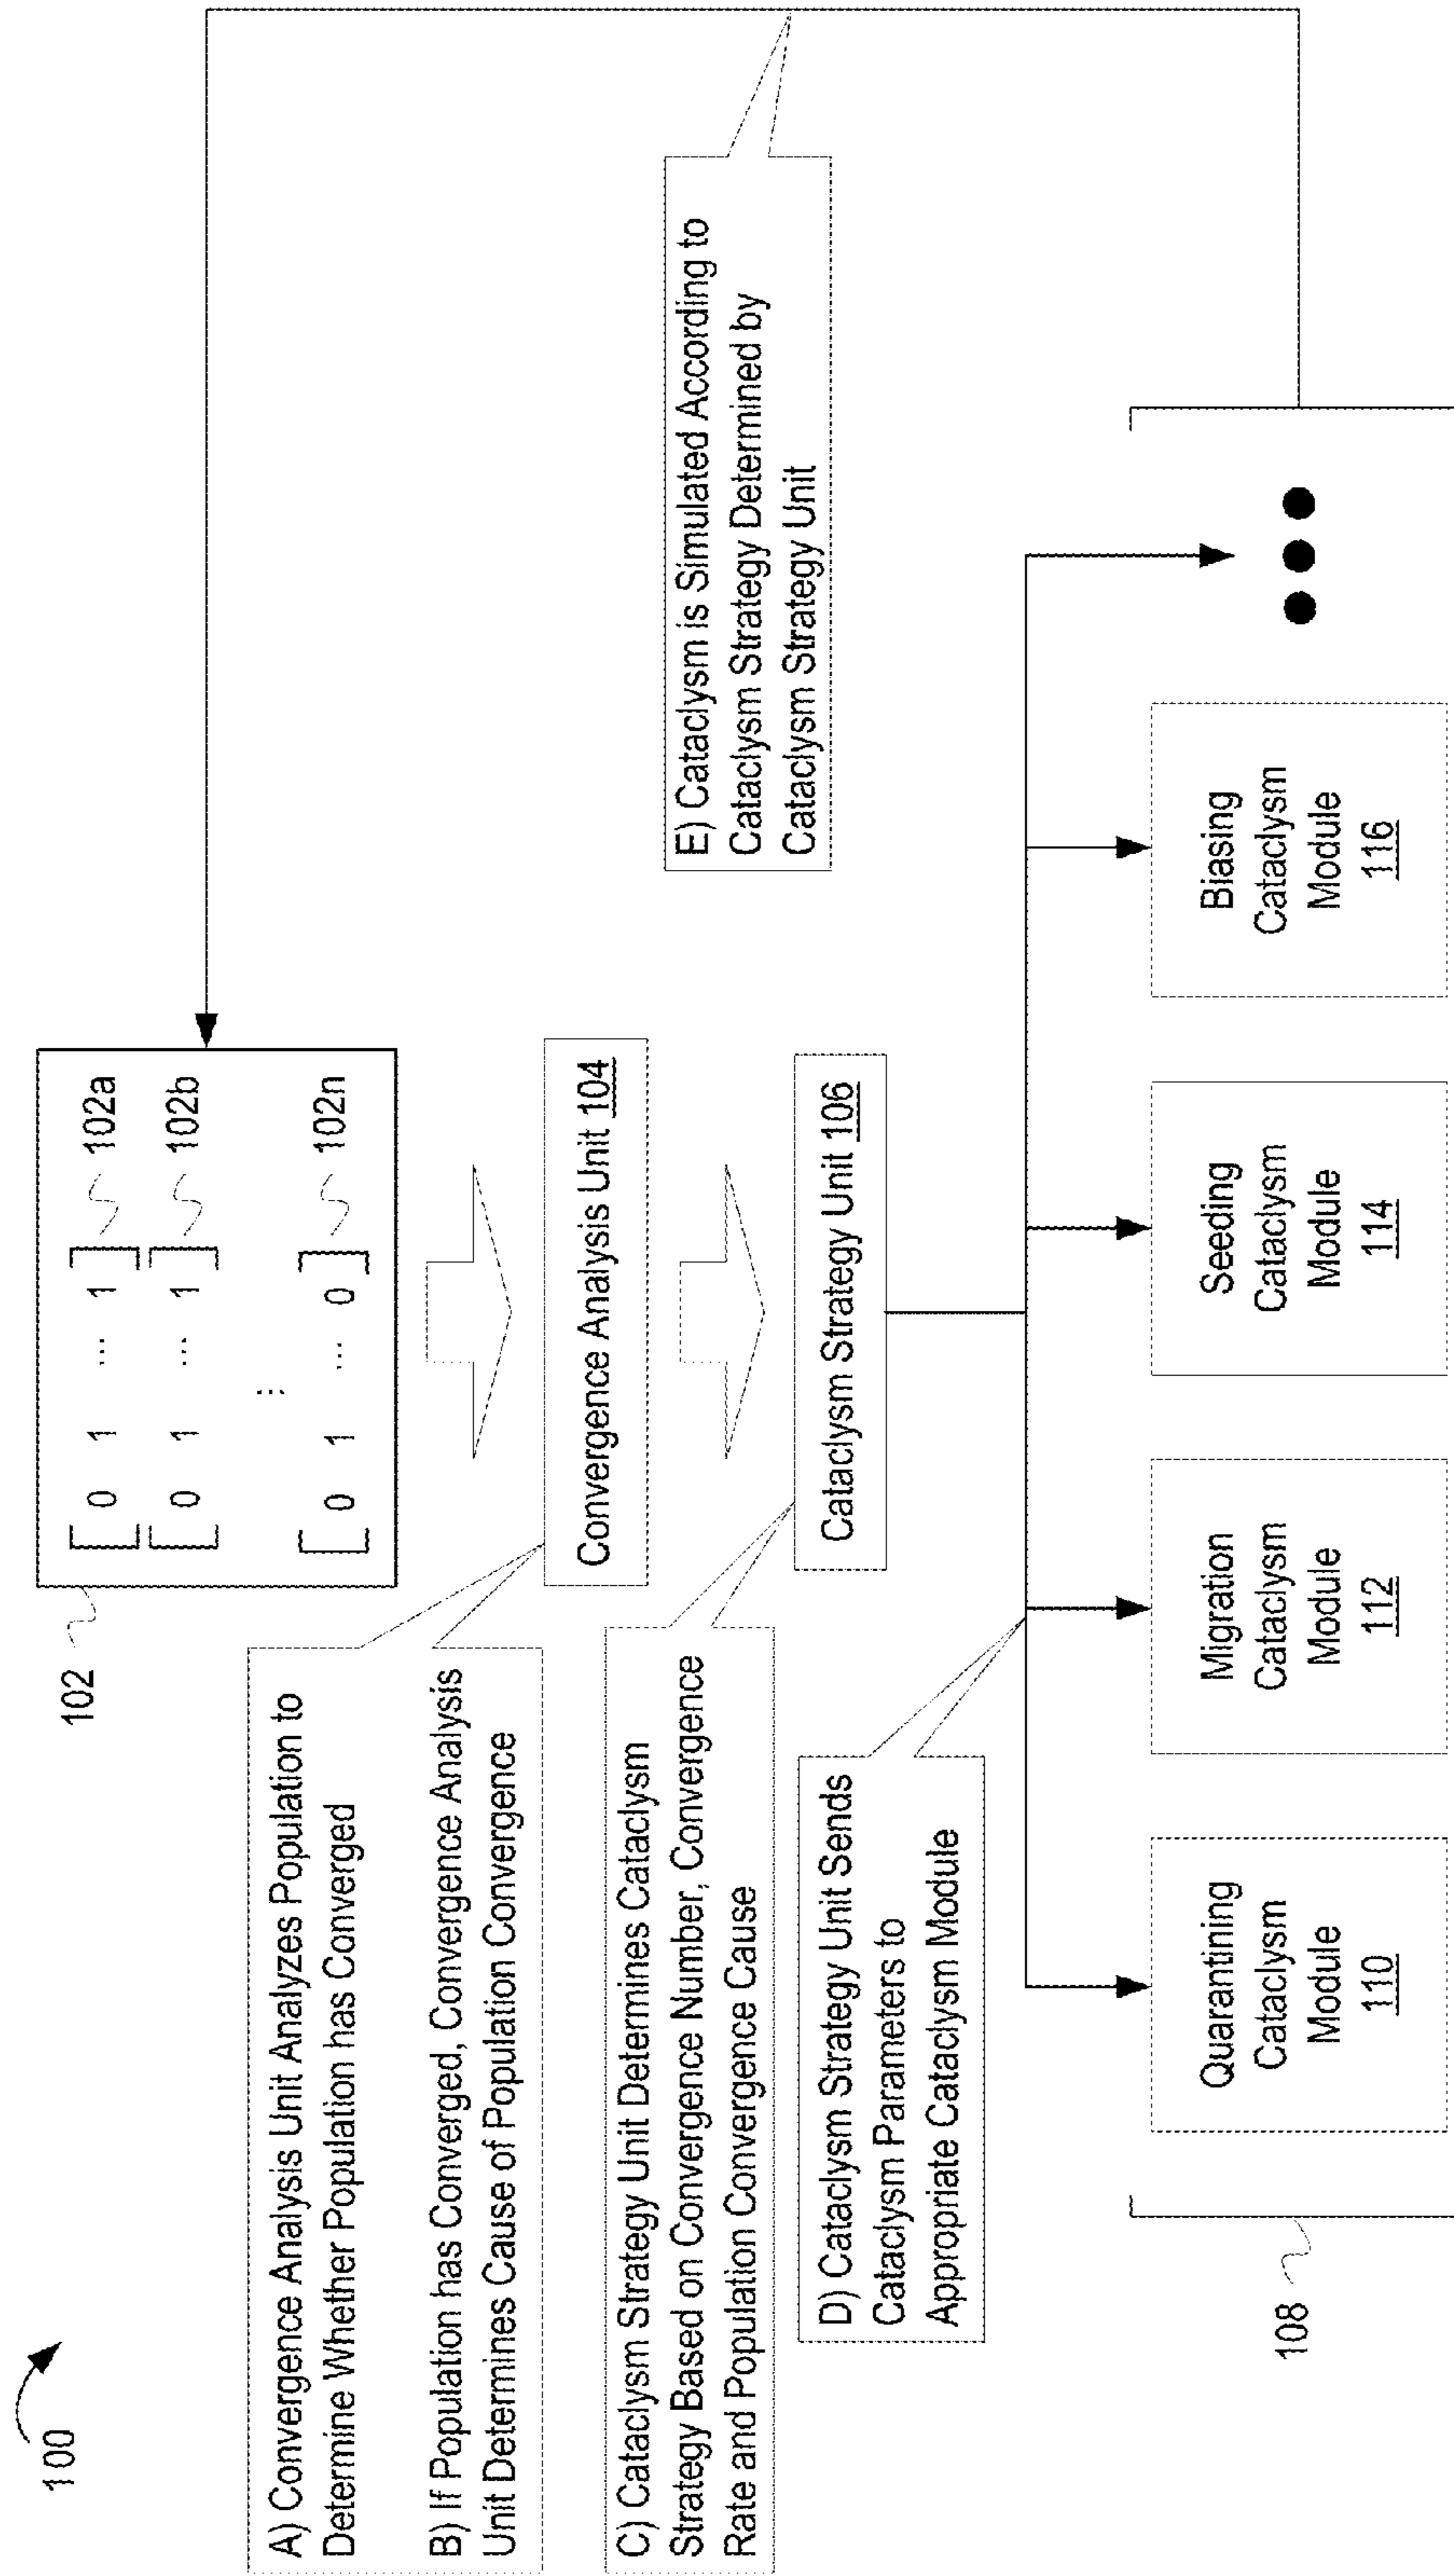 100
102
[ 0 1 ... 1 ] 102a
[ 0 1 ... 1 ] 102b
...
[ 0 1 ... 0 ] 102n
A) Convergence Analysis Unit Analyzes Population to
Determine Whether Population has Converged
B) If Population has Converged, Convergence Analysis
Unit Determines Cause of Population Convergence
Convergence Analysis Unit 104
C) Cataclysm Strategy Unit Determines Cataclysm
Strategy Based on Convergence Number, Convergence
Rate and Population Convergence Cause
Cataclysm Strategy Unit 106
D) Cataclysm Strategy Unit Sends
Cataclysm Parameters to
Appropriate Cataclysm Module
E) Cataclysm is Simulated According to
Cataclysm Strategy Determined by
Cataclysm Strategy Unit
108
Quarantining
Cataclysm
Module
110
Migration
Cataclysm
Module
112
Seeding
Cataclysm
Module
114
Biasing
Cataclysm
Module
116